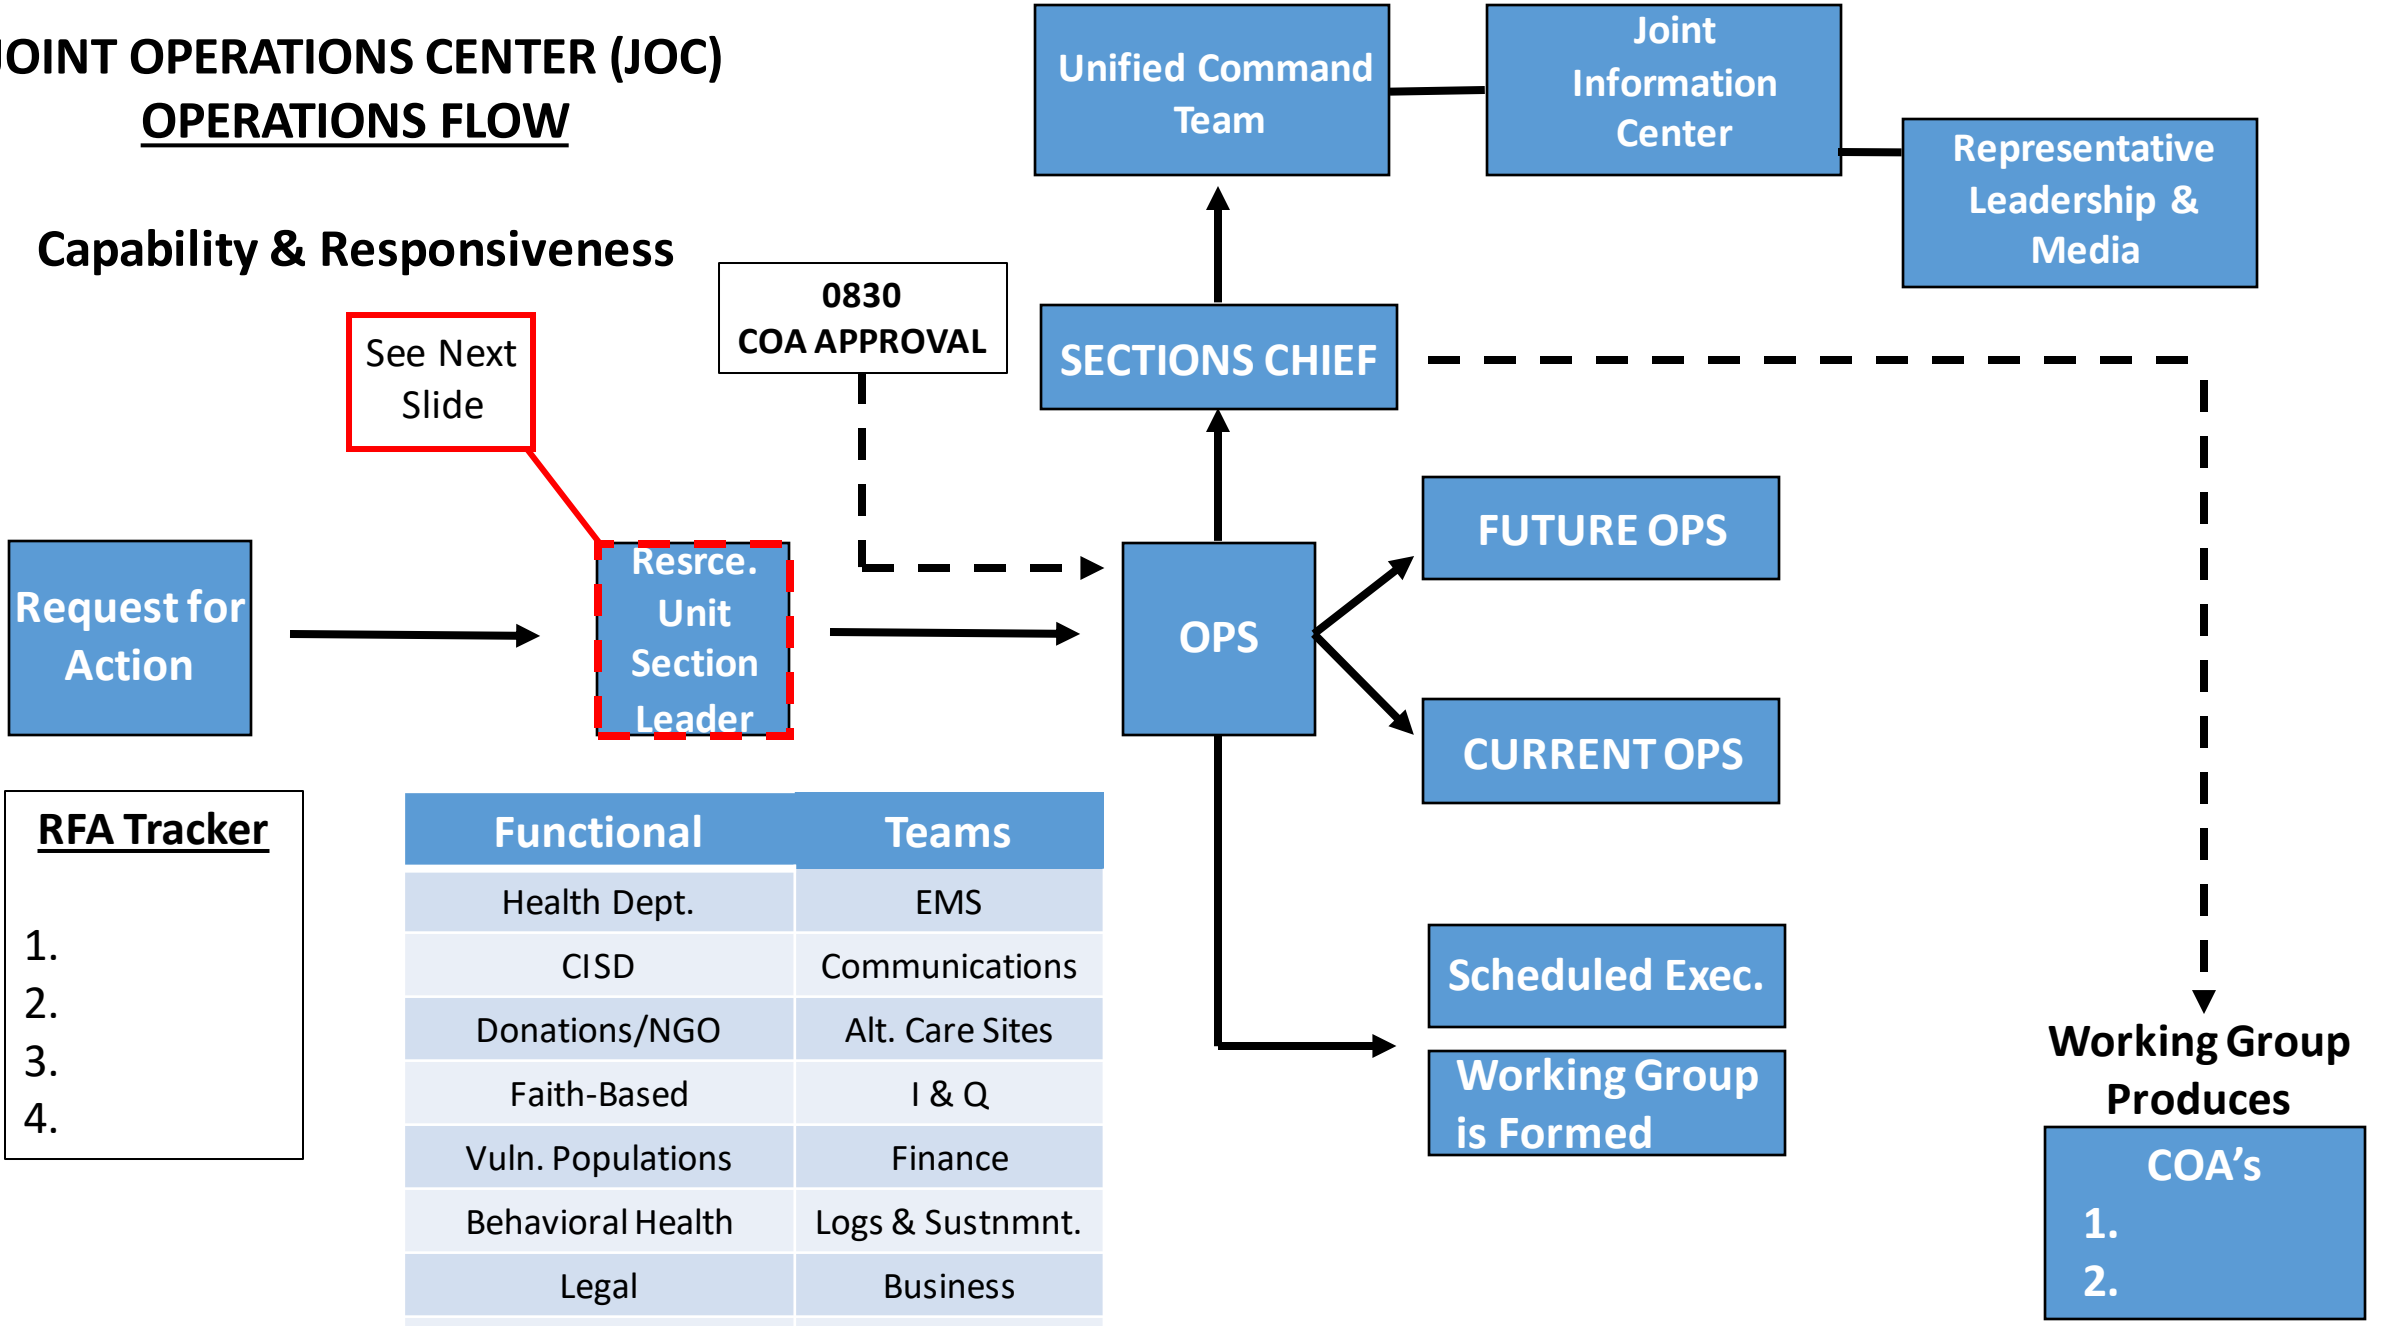 JOINT OPERATIONS CENTER (JOC)
OPERATIONS FLOW
Capability & Responsiveness
Unified Command
Team
Joint
Information
Center
Representative
Leadership &
Media
0830
COA APPROVAL
See Next
Slide
SECTIONS CHIEF
Request for
Action
Resrce.
Unit
Section
Leader
OPS
FUTURE OPS
CURRENT OPS
RFA Tracker
1.
2.
3.
4.
Functional Teams
Health Dept. EMS
CISD Communications
Donations/NGO Alt. Care Sites
Faith-Based I & Q
Vuln. Populations Finance
Behavioral Health Logs & Sustnmnt.
Legal Business
Scheduled Exec.
Working Group
is Formed
Working Group
Produces
COA’s
1.
2.